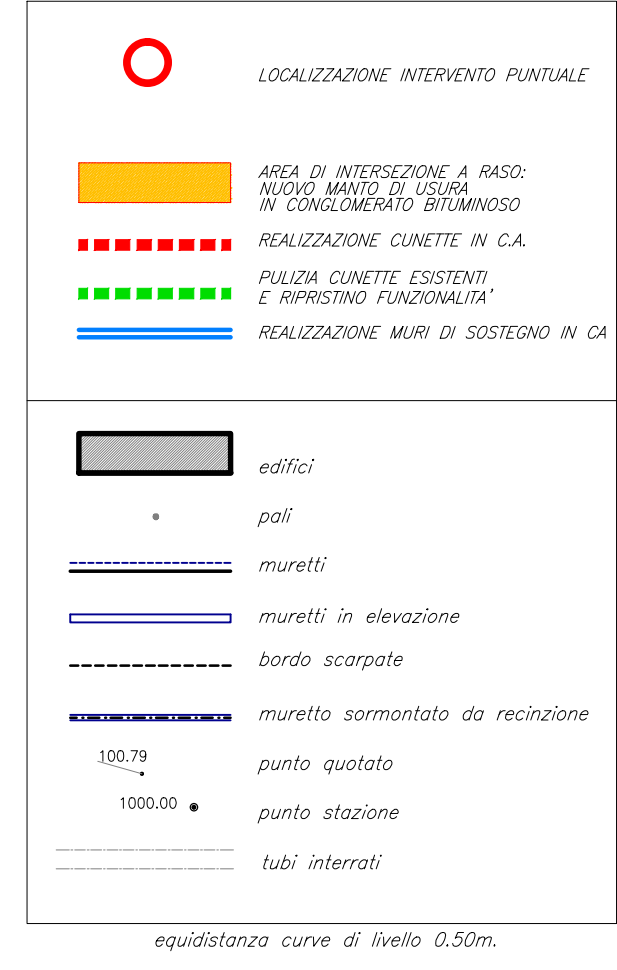 LOCALIZZAZIONE INTERVENTO PUNTUALE
AREA DI INTERSEZIONE A RASO:
NUOVO MANTO DI USURA
IN CONGLOMERATO BITUMINOSO
REALIZZAZIONE CUNETTE IN C.A.
PULIZIA CUNETTE ESISTENTI
E RIPRISTINO FUNZIONALITA'
REALIZZAZIONE MURI DI SOSTEGNO IN CA
edifici
pali
muretti
muretti in elevazione
bordo scarpate
muretto sormontato da recinzione
100.79
punto quotato
1000.00
punto stazione
tubi interrati
equidistanza curve di livello 0.50m.